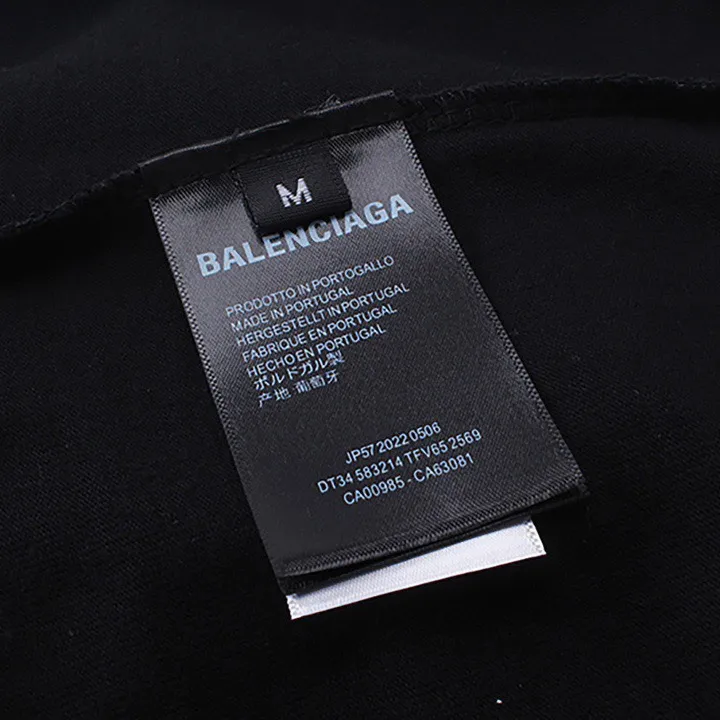 M
BALENCIAGA
PRODOTTO IN PORTOGALLO
MADE IN PORTUGAL
HERGESTELLT IN PORTUGAL
FABRIQUE EN PORTUGAL
HECHO EN PORTUGAL
ポルドガル製
产地:葡萄牙
JP57 2022 0506
DT34 583214 TFV65 2569
CA00985 - CA63081